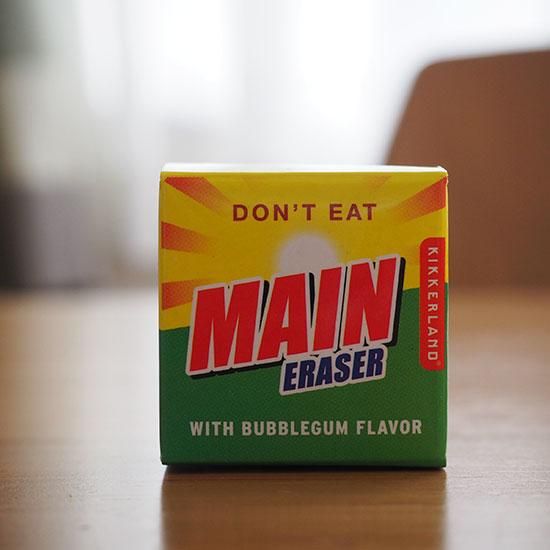 DON'T EAT
MAIN
ERASER
WITH BUBBLEGUM FLAVOR
KIKKERLAND®